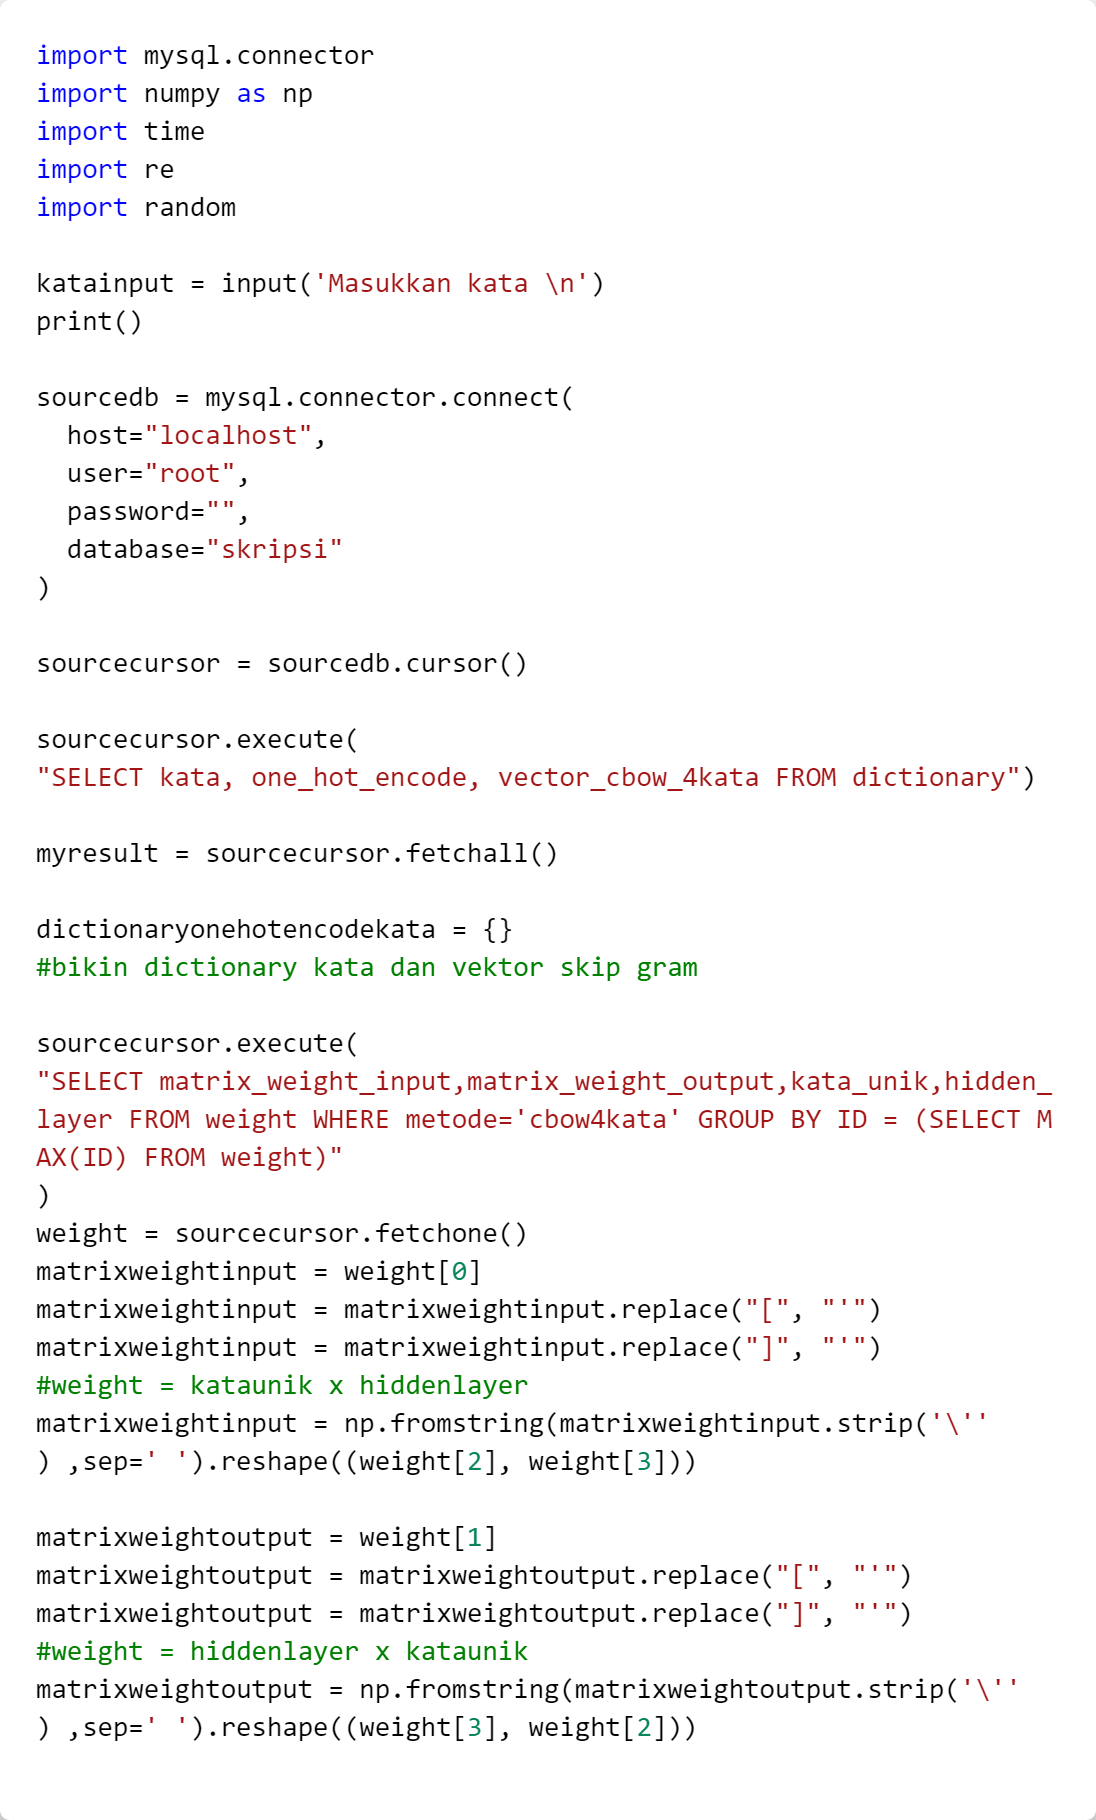 import mysql.connector
import numpy as np
import time
import re
import random

katainput = input('Masukkan kata \n')
print()

sourcedb = mysql.connector.connect(
  host="localhost",
  user="root",
  password="",
  database="skripsi"
)

sourcecursor = sourcedb.cursor()

sourcecursor.execute(
"SELECT kata, one_hot_encode, vector_cbow_4kata FROM dictionary")

myresult = sourcecursor.fetchall()

dictionaryonehotencodekata = {}
#bikin dictionary kata dan vektor skip gram

sourcecursor.execute(
"SELECT matrix_weight_input,matrix_weight_output,kata_unik,hidden_
layer FROM weight WHERE metode='cbow4kata' GROUP BY ID = (SELECT M
AX(ID) FROM weight)"
)
weight = sourcecursor.fetchone()
matrixweightinput = weight[0]
matrixweightinput = matrixweightinput.replace("[", "'")
matrixweightinput = matrixweightinput.replace("]", "'")
#weight = kataunik x hiddenlayer
matrixweightinput = np.fromstring(matrixweightinput.strip('\''
) ,sep=' ').reshape((weight[2], weight[3]))

matrixweightoutput = weight[1]
matrixweightoutput = matrixweightoutput.replace("[", "'")
matrixweightoutput = matrixweightoutput.replace("]", "'")
#weight = hiddenlayer x kataunik
matrixweightoutput = np.fromstring(matrixweightoutput.strip('\''
) ,sep=' ').reshape((weight[3], weight[2]))